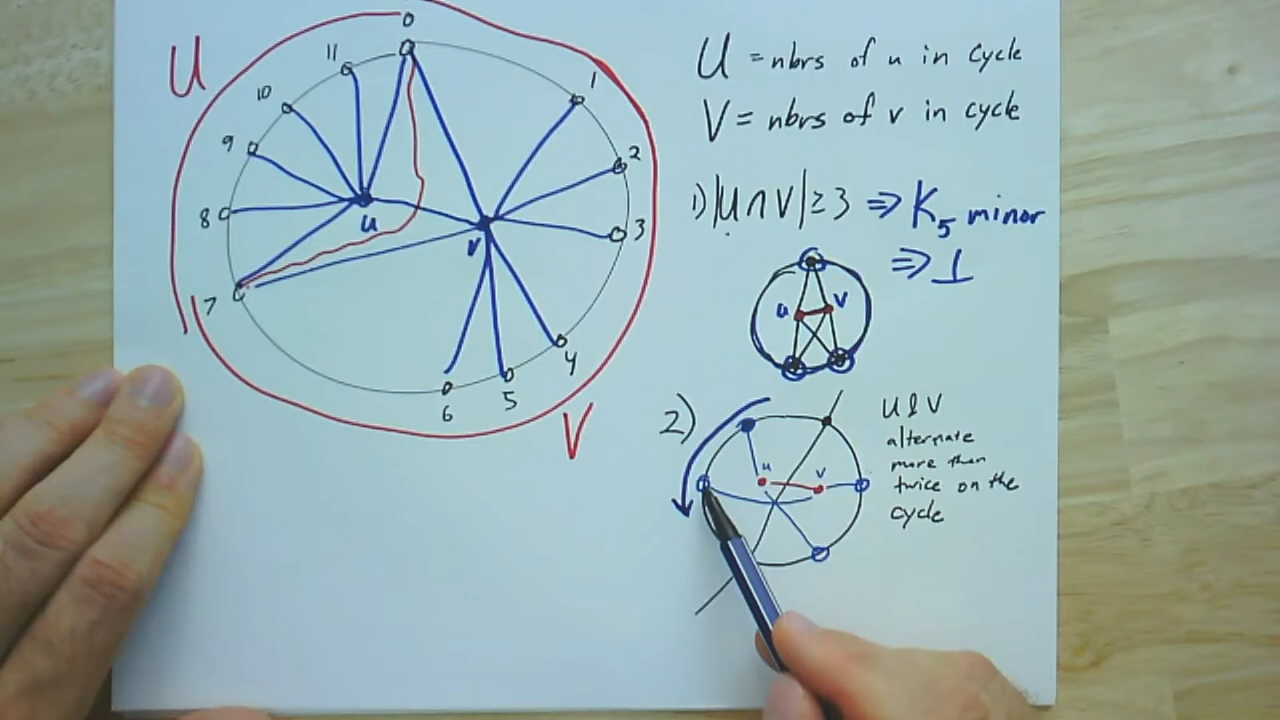 U
0
1
2
3
4
5
6
7
8
9
10
11
u
v
V
U = nbrs of u in cycle
V = nbrs of v in cycle
1) |U ∩ V| ≥ 3 ⇒ K5 minor
⇒ ⊥
u v
2)
u v
U & V
alternate
more than
twice on the
cycle